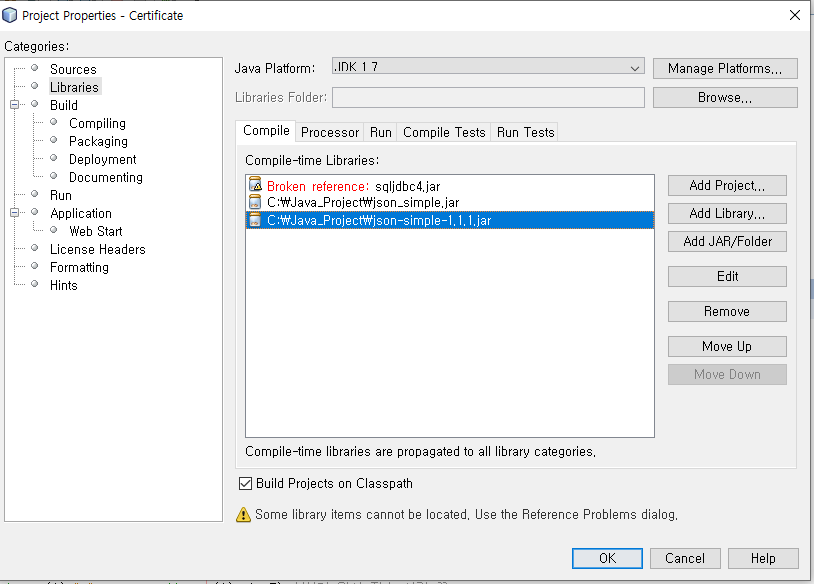 Project Properties - Certificate
Categories:
Sources
Libraries
Build
Compiling
Packaging
Deployment
Documenting
Run
Application
Web Start
License Headers
Formatting
Hints
Java Platform:
JDK 1.7
Manage Platforms...
Libraries Folder:
Browse...
Compile
Processor
Run
Compile Tests
Run Tests
Compile-time Libraries:
Broken reference: sqljdbc4.jar
C:₩Java_Project₩json_simple.jar
C:₩Java_Project₩json-simple-1.1.1.jar
Add Project...
Add Library...
Add JAR/Folder
Edit
Remove
Move Up
Move Down
Compile-time libraries are propagated to all library categories.
Build Projects on Classpath
Some library items cannot be located. Use the Reference Problems dialog.
OK
Cancel
Help